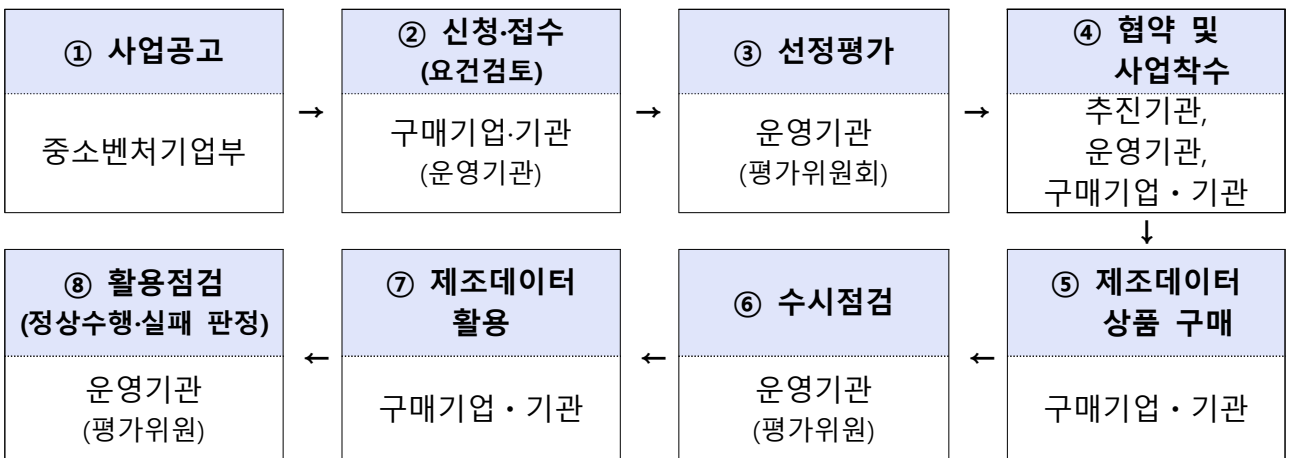 ① 사업공고
중소벤처기업부
→
② 신청·접수
(요건검토)
구매기업·기관
(운영기관)
→
③ 선정평가
운영기관
(평가위원회)
→
④ 협약 및
사업착수
추진기관,
운영기관,
구매기업・기관
↓
⑤ 제조데이터
상품 구매
구매기업・기관
←
⑥ 수시점검
운영기관
(평가위원)
←
⑦ 제조데이터
활용
구매기업・기관
←
⑧ 활용점검
(정상수행·실패 판정)
운영기관
(평가위원)